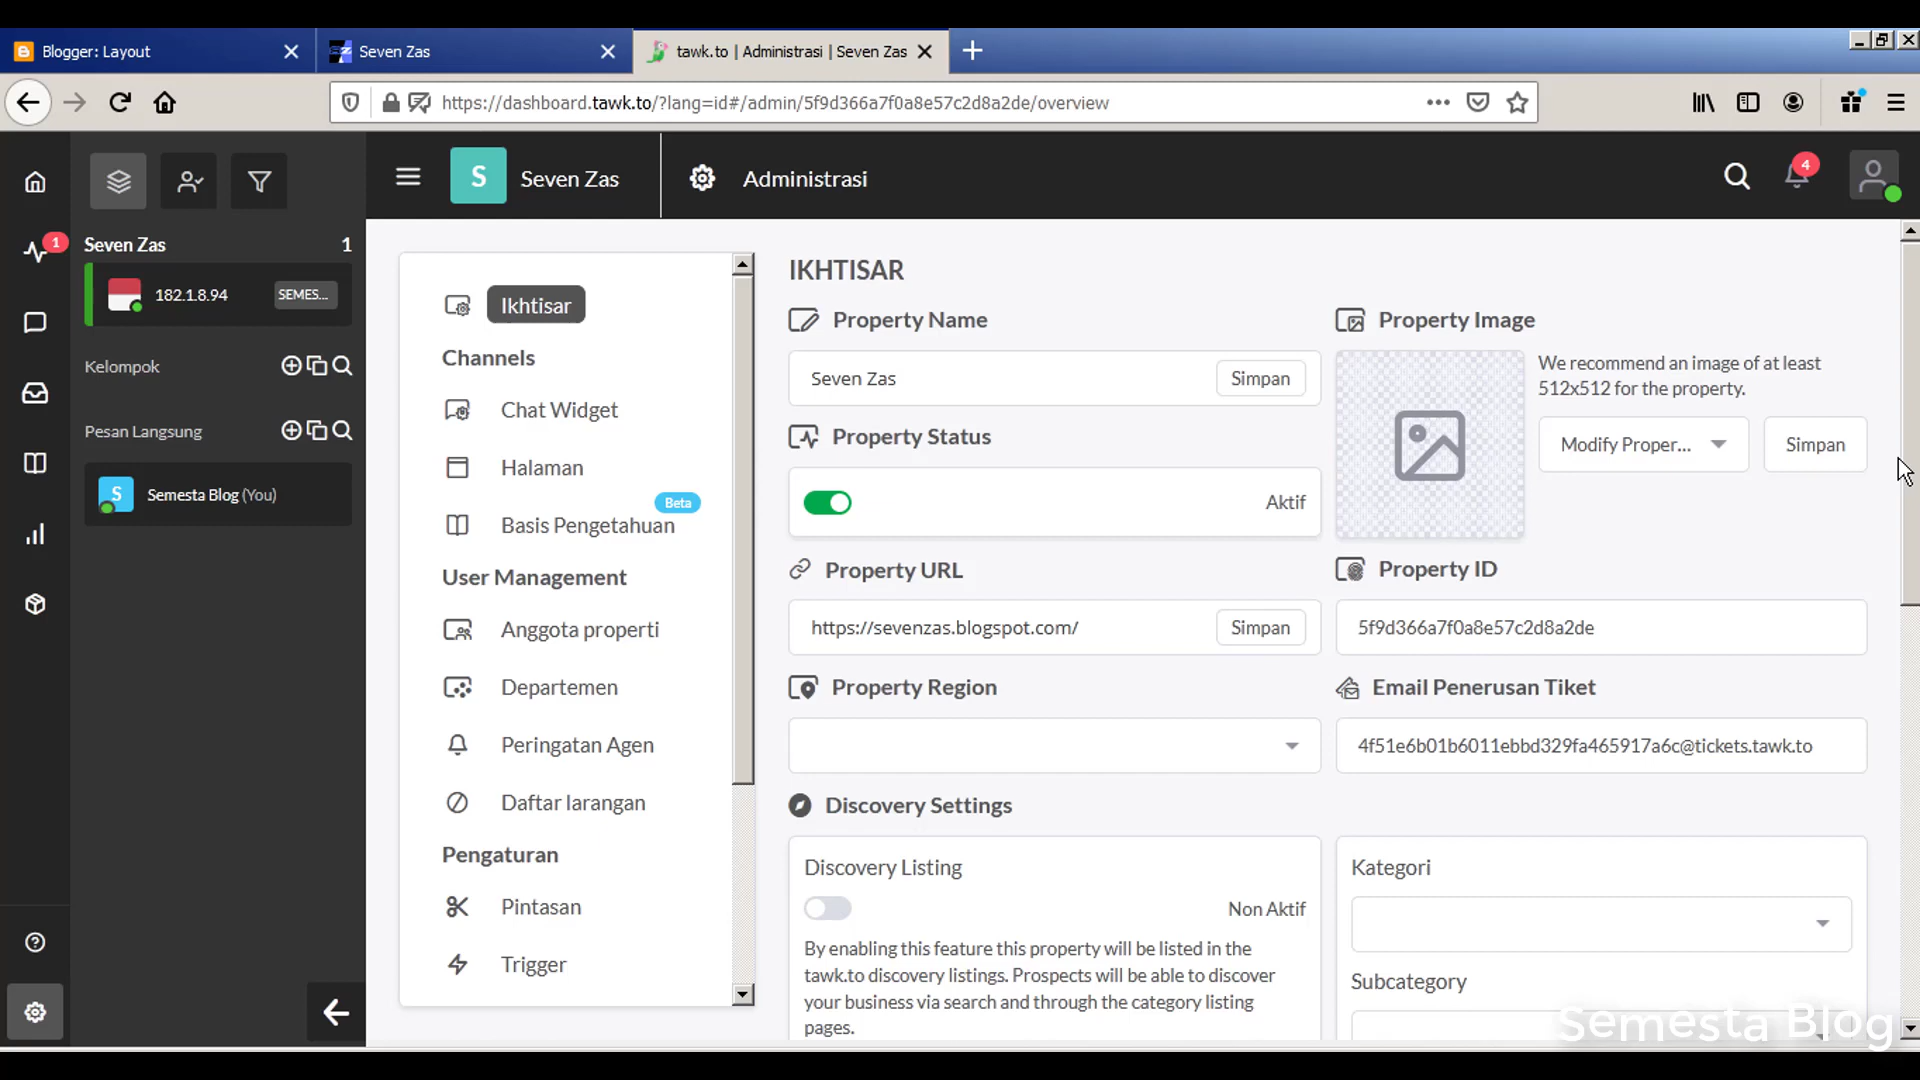 Blogger: Layout
Seven Zas
tawk.to | Administrasi | Seven Zas
https://dashboard.tawk.to/?lang=id#/admin/5f9d366a7f0a8e57c2d8a2de/overview
S
Seven Zas
Administrasi
4
1
Seven Zas
1
182.1.8.94
SEMES...
Kelompok
Pesan Langsung
S
Semesta Blog (You)
Ikhtisar
Channels
Chat Widget
Halaman
Beta
Basis Pengetahuan
User Management
Anggota properti
Departemen
Peringatan Agen
Daftar larangan
Pengaturan
Pintasan
Trigger
IKHTISAR
Property Name
Seven Zas
Simpan
Property Status
Aktif
Property URL
https://sevenzas.blogspot.com/
Simpan
Property Region
Discovery Settings
Discovery Listing
Non Aktif
By enabling this feature this property will be listed in the
tawk.to discovery listings. Prospects will be able to discover
your business via search and through the category listing
pages.
Property Image
We recommend an image of at least
512x512 for the property.
Modify Proper...
Simpan
Property ID
5f9d366a7f0a8e57c2d8a2de
Email Penerusan Tiket
4f51e6b01b6011ebbd329fa465917a6c@tickets.tawk.to
Kategori
Subcategory
Semesta Blog